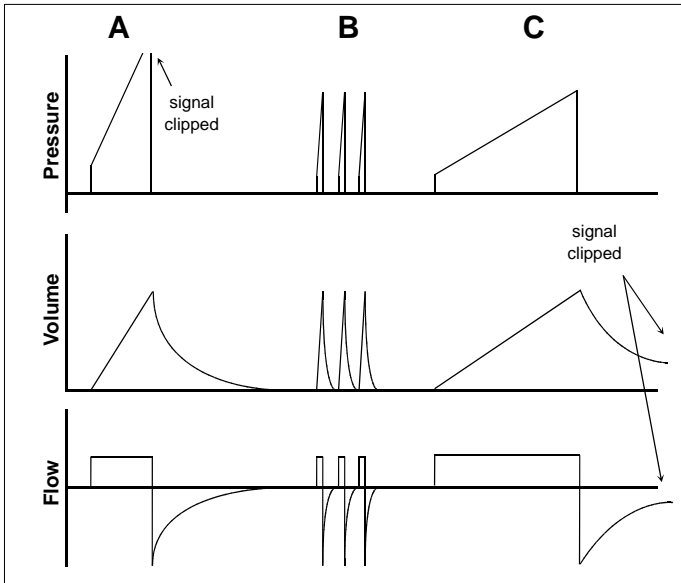 A
B
C
Pressure
signal
clipped
Volume
signal
clipped
Flow